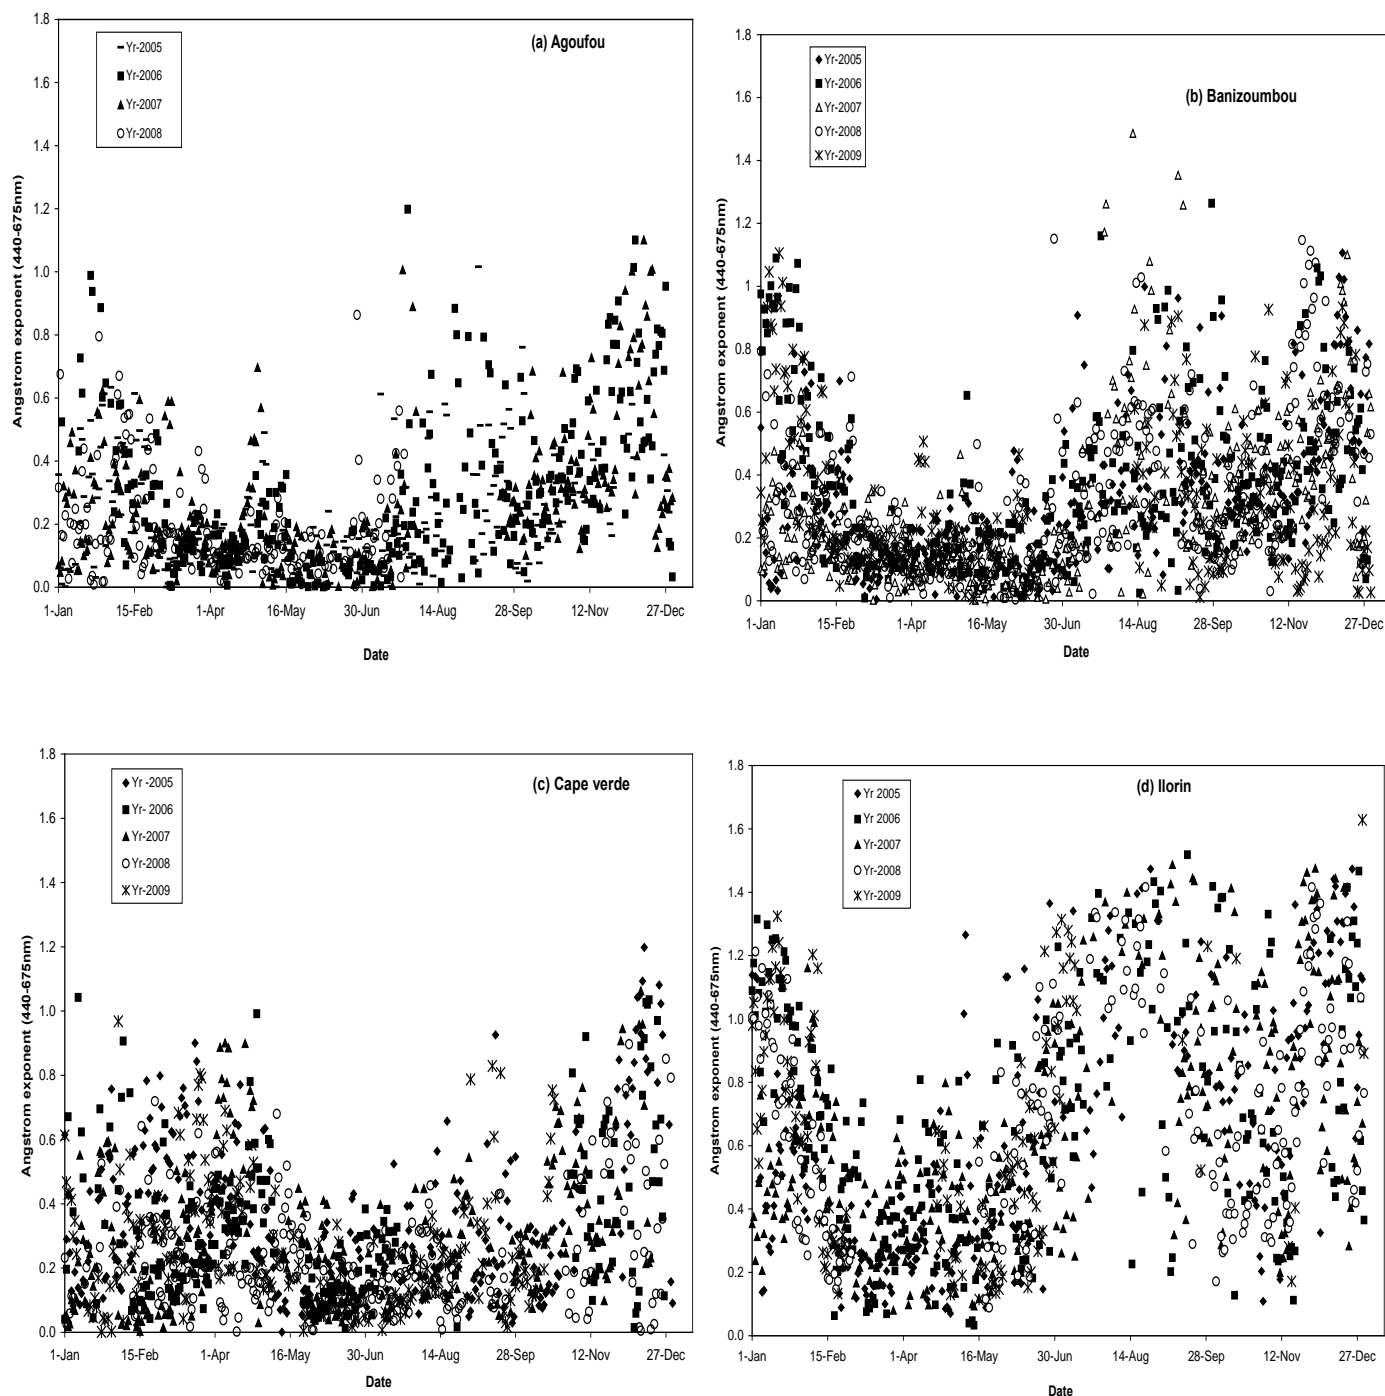 (a) Agoufou
Yr-2005
Yr-2006
Yr-2007
Yr-2008
Angstrom exponent (440-675nm)
1.8
1.6
1.4
1.2
1.0
0.8
0.6
0.4
0.2
0.0
1-Jan 15-Feb 1-Apr 16-May 30-Jun 14-Aug 28-Sep 12-Nov 27-Dec
Date
(b) Banizoumbou
Yr-2005
Yr-2006
Yr-2007
Yr-2008
Yr-2009
Angstrom exponent (440-675nm)
1.8
1.6
1.4
1.2
1
0.8
0.6
0.4
0.2
0
1-Jan 15-Feb 1-Apr 16-May 30-Jun 14-Aug 28-Sep 12-Nov 27-Dec
Date
(c) Cape verde
Yr -2005
Yr- 2006
Yr-2007
Yr-2008
Yr-2009
Angstrom exponent (440-675nm)
1.8
1.6
1.4
1.2
1.0
0.8
0.6
0.4
0.2
0.0
1-Jan 15-Feb 1-Apr 16-May 30-Jun 14-Aug 28-Sep 12-Nov 27-Dec
Date
(d) Ilorin
Yr 2005
Yr 2006
Yr-2007
Yr-2008
Yr-2009
Angstrom exponent (440-675nm)
1.8
1.6
1.4
1.2
1.0
0.8
0.6
0.4
0.2
0.0
1-Jan 15-Feb 1-Apr 16-May 30-Jun 14-Aug 28-Sep 12-Nov 27-Dec
Date